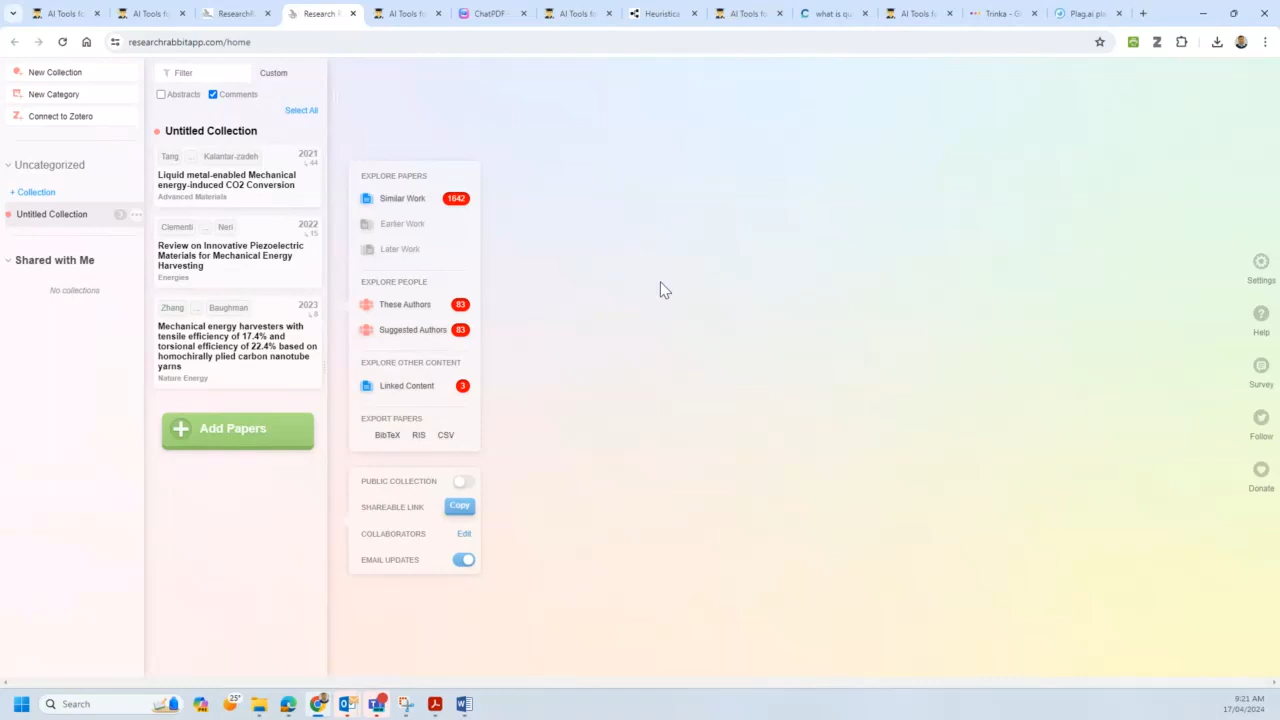 AI Tools fo
AI Tools fo
ResearchR
Research R
AI Tools fo
ChatPDF
AI Tools fo
Heuristica
AI Tools fo
what is qu
AI Tools fo
Trinka - G
Plag.ai ple
researchrabbitapp.com/home
New Collection
New Category
Connect to Zotero
Uncategorized
+ Collection
Untitled Collection 3
Shared with Me
No collections
Filter
Custom
Abstracts
Comments
Select All
Untitled Collection
Tang ... Kalantar-zadeh 2021
44
Liquid metal-enabled Mechanical
energy-induced CO2 Conversion
Advanced Materials
Clementi ... Neri 2022
15
Review on Innovative Piezoelectric
Materials for Mechanical Energy
Harvesting
Energies
Zhang ... Baughman 2023
8
Mechanical energy harvesters with
tensile efficiency of 17.4% and
torsional efficiency of 22.4% based on
homochirally plied carbon nanotube
yarns
Nature Energy
Add Papers
EXPLORE PAPERS
Similar Work 1642
Earlier Work
Later Work
EXPLORE PEOPLE
These Authors 83
Suggested Authors 83
EXPLORE OTHER CONTENT
Linked Content 3
EXPORT PAPERS
BibTeX RIS CSV
PUBLIC COLLECTION
SHAREABLE LINK Copy
COLLABORATORS Edit
EMAIL UPDATES
Settings
Help
Survey
Follow
Donate
Search
25°
9:21 AM
17/04/2024